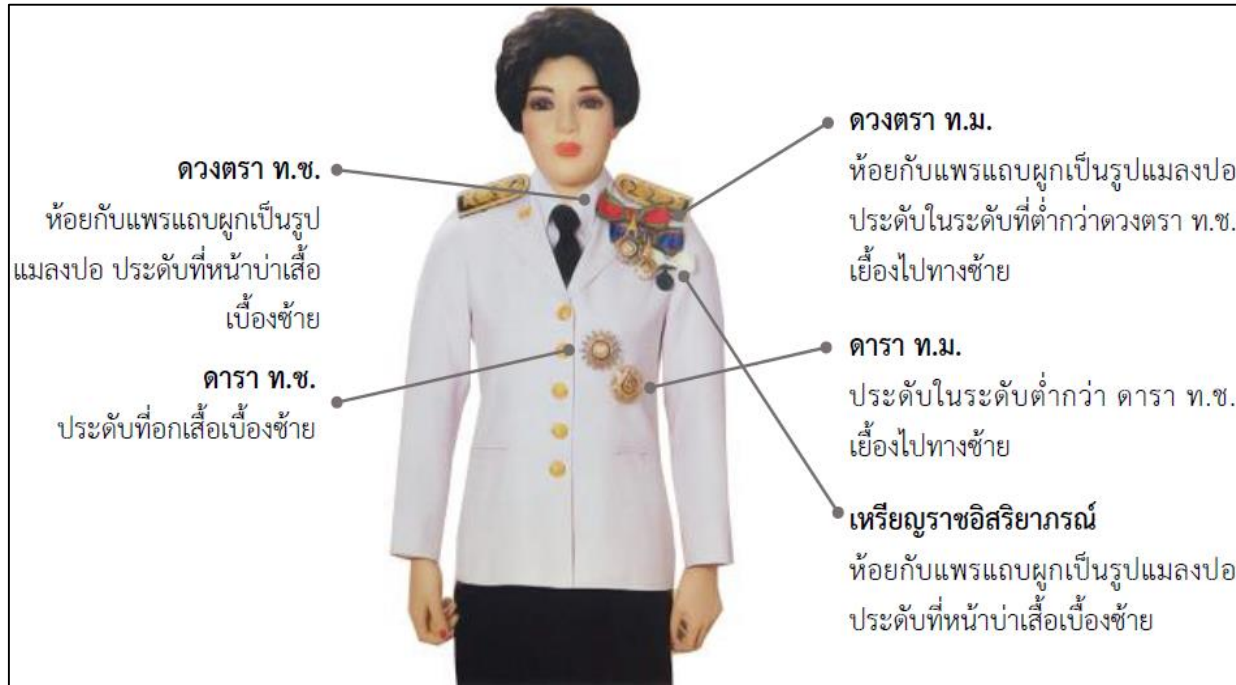 ดวงตรา ท.ช.
ห้อยกับแพรแถบผูกเป็นรูป
แมลงปอ ประดับที่หน้าบ่าเสื้อ
เบื้องซ้าย
ดารา ท.ช.
ประดับที่อกเสื้อเบื้องซ้าย
ดวงตรา ท.ม.
ห้อยกับแพรแถบผูกเป็นรูปแมลงปอ
ประดับในระดับที่ต่ำกว่าดวงตรา ท.ช.
เยื้องไปทางซ้าย
ดารา ท.ม.
ประดับในระดับต่ำกว่า ดารา ท.ช.
เยื้องไปทางซ้าย
เหรียญราชอิสริยาภรณ์
ห้อยกับแพรแถบผูกเป็นรูปแมลงปอ
ประดับที่หน้าบ่าเสื้อเบื้องซ้าย